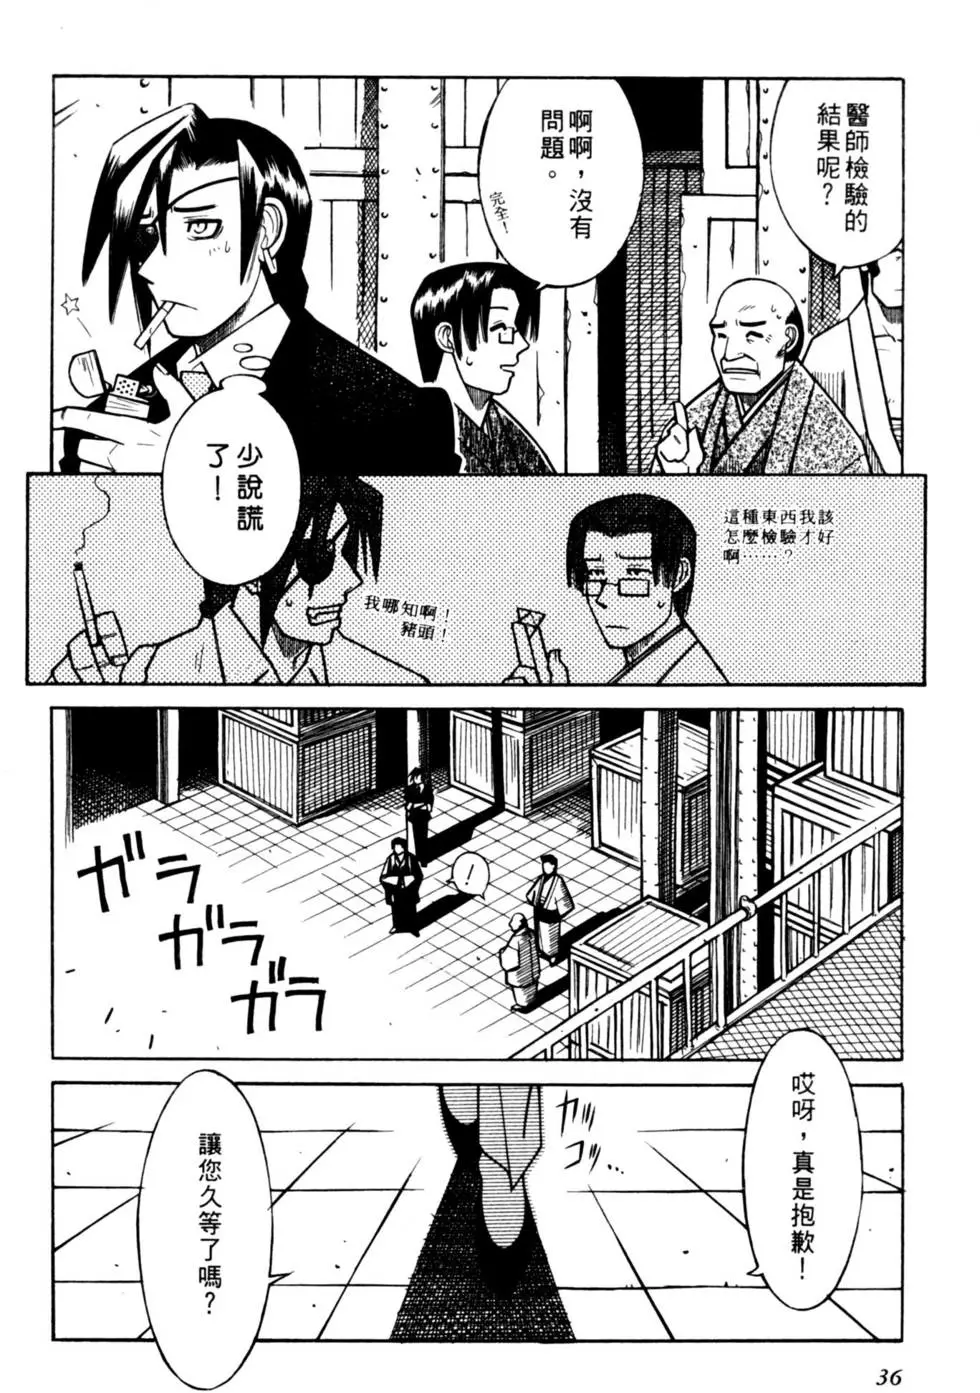 醫師檢驗的
結果呢？
啊啊，沒有
問題。
完全！
少說謊
了！
這種東西我該
怎麼檢驗才好
啊……？
我哪知啊！
豬頭！
！
ガラ
ガラ
ガラ
哎呀，真是抱歉！
カッ
讓您久等了嗎？
36